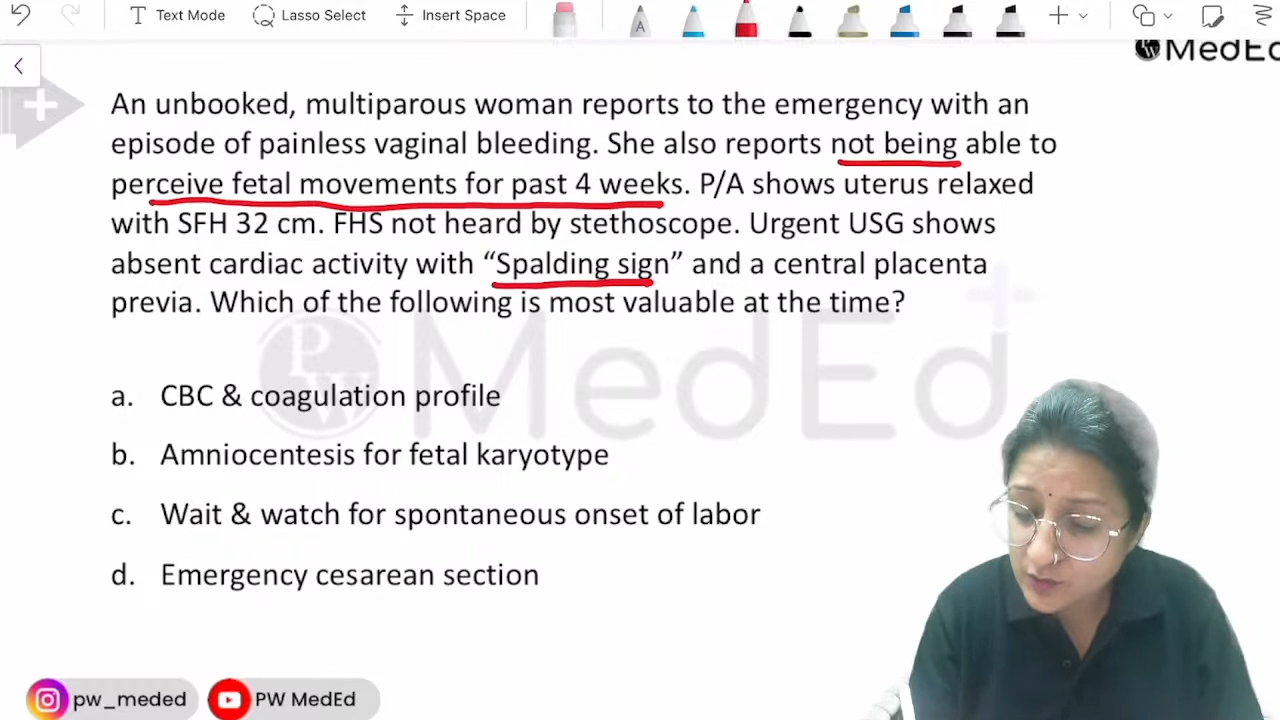 Text Mode Lasso Select Insert Space
MedEd
An unbooked, multiparous woman reports to the emergency with an
episode of painless vaginal bleeding. She also reports not being able to
perceive fetal movements for past 4 weeks. P/A shows uterus relaxed
with SFH 32 cm. FHS not heard by stethoscope. Urgent USG shows
absent cardiac activity with “Spalding sign” and a central placenta
previa. Which of the following is most valuable at the time?
PW MedEd
a. CBC & coagulation profile
b. Amniocentesis for fetal karyotype
c. Wait & watch for spontaneous onset of labor
d. Emergency cesarean section
pw_meded PW MedEd